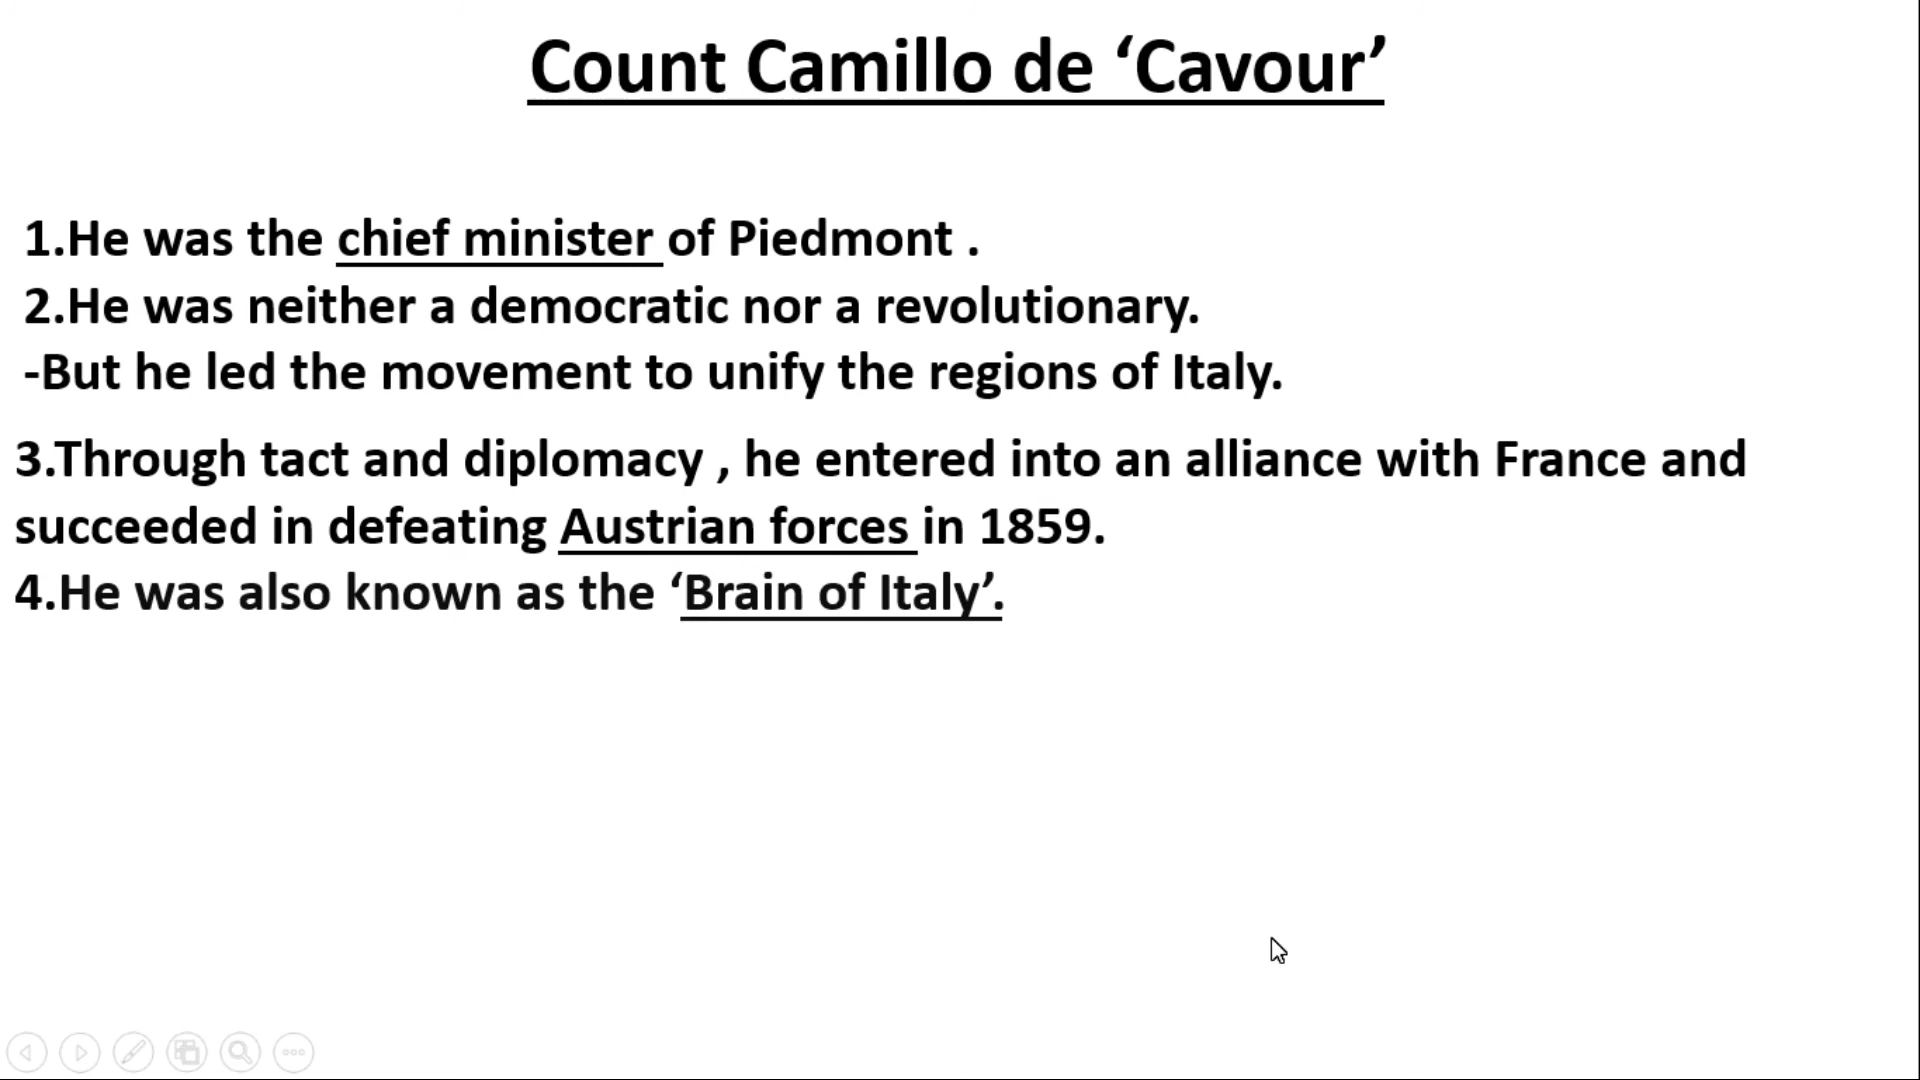 Count Camillo de ‘Cavour’
1.He was the chief minister of Piedmont .
2.He was neither a democratic nor a revolutionary.
-But he led the movement to unify the regions of Italy.
3.Through tact and diplomacy , he entered into an alliance with France and
succeeded in defeating Austrian forces in 1859.
4.He was also known as the ‘Brain of Italy’.